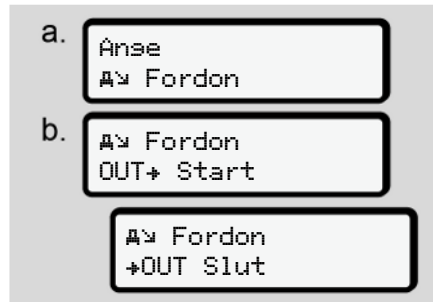 a.
Ange
Fordon
b.
Fordon
OUT→ Start
Fordon
→OUT Slut